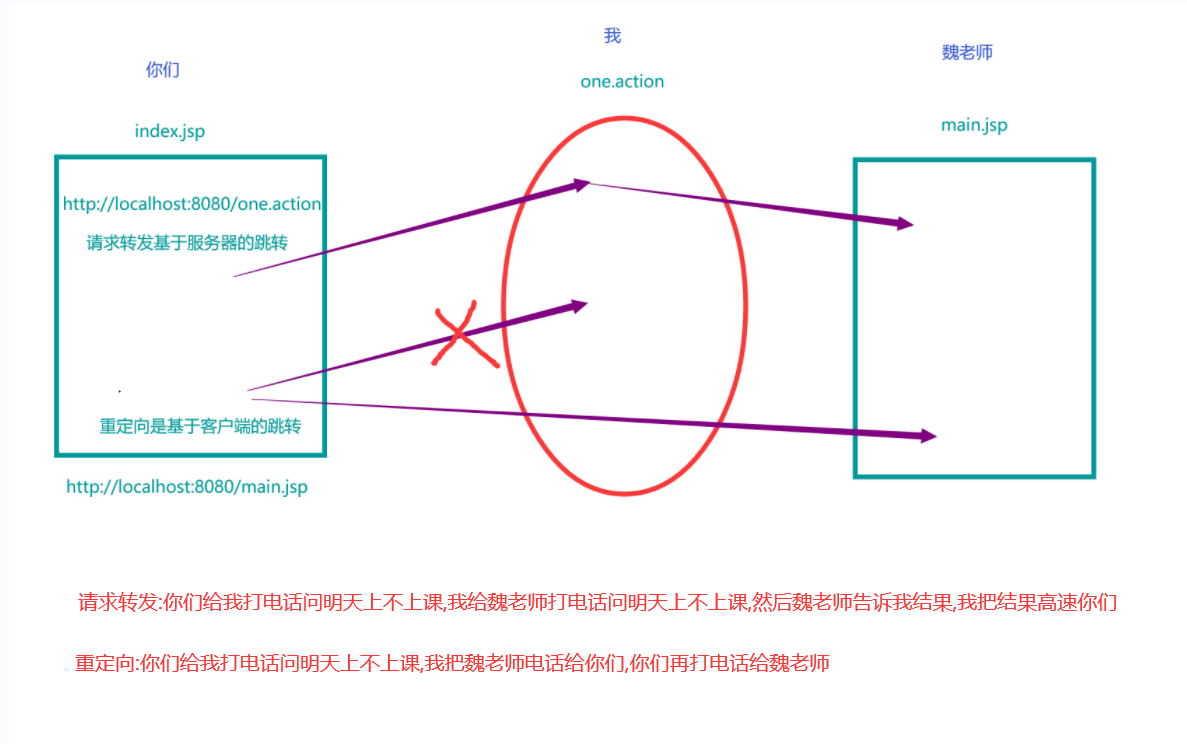 我
你们
魏老师
one.action
index.jsp
main.jsp
http://localhost:8080/one.action
请求转发基于服务器的跳转
重定向是基于客户端的跳转
http://localhost:8080/main.jsp
请求转发:你们给我打电话问明天上不上课,我给魏老师打电话问明天上不上课,然后魏老师告诉我结果,我把结果高速你们
重定向:你们给我打电话问明天上不上课,我把魏老师电话给你们,你们再打电话给魏老师